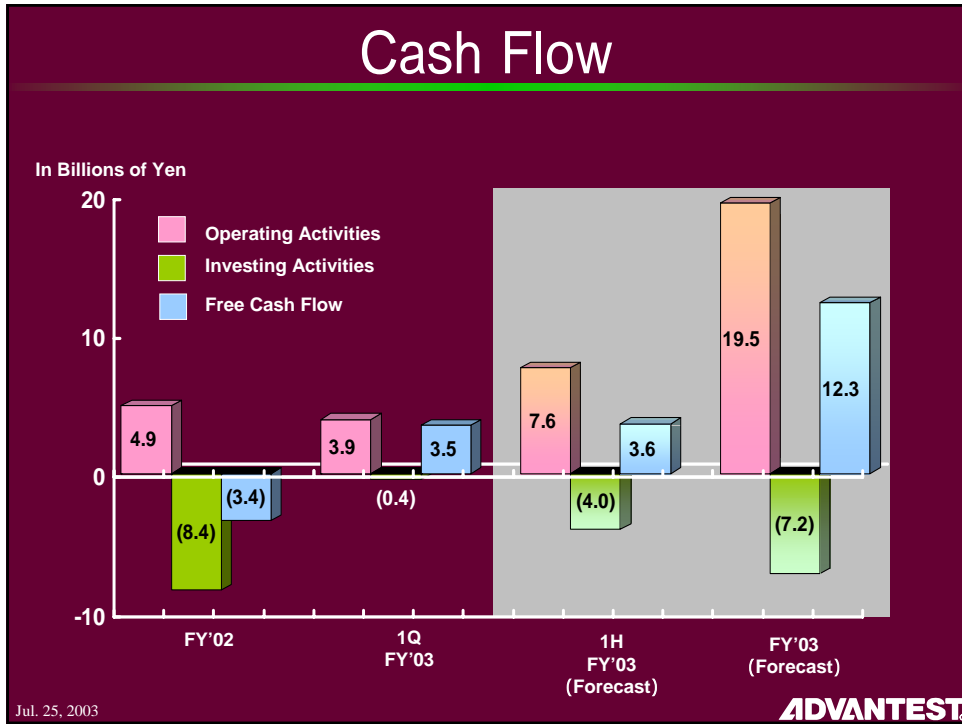 Cash Flow
In Billions of Yen
20
10
0
-10
Operating Activities
Investing Activities
Free Cash Flow
4.9
(8.4)
(3.4)
3.9
(0.4)
3.5
7.6
(4.0)
3.6
19.5
(7.2)
12.3
FY'02
1Q
FY'03
1H
FY'03
(Forecast)
FY'03
(Forecast)
Jul. 25, 2003
ADVANTEST